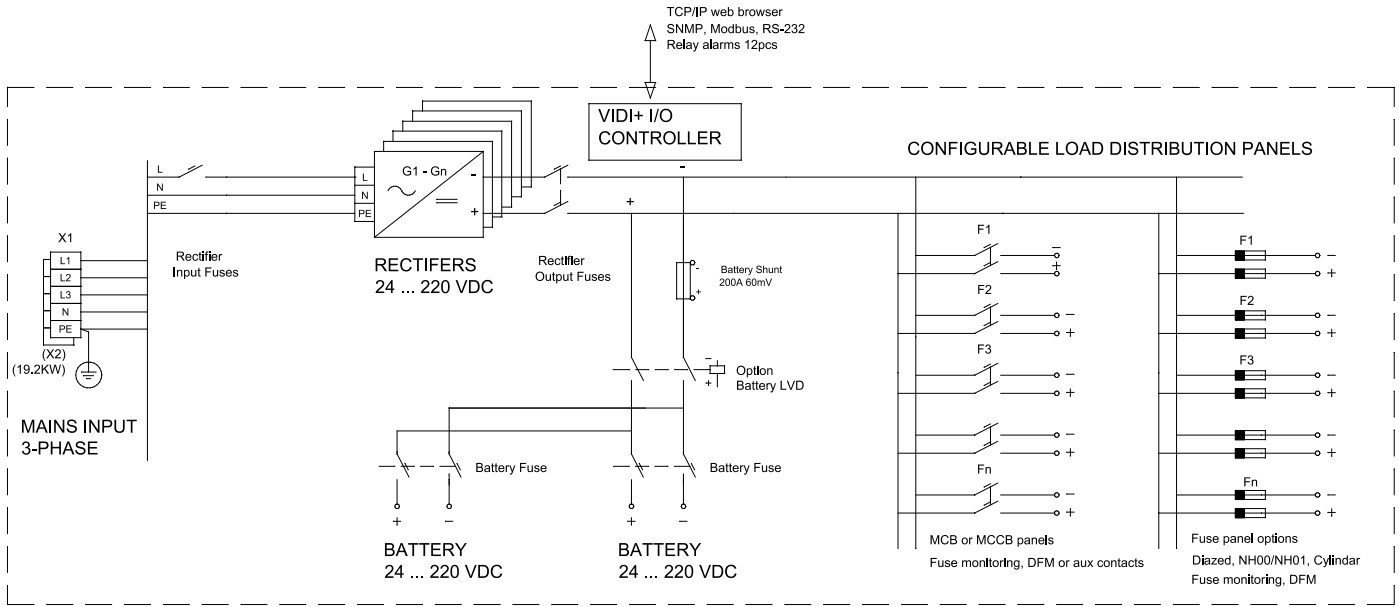 TCP/IP web browser
SNMP, Modbus, RS-232
Relay alarms 12pcs
VIDI+ I/O
CONTROLLER
-
CONFIGURABLE LOAD DISTRIBUTION PANELS
L
N
PE
L
N
PE
G1 - Gn
-
+
+
X1
L1
L2
L3
N
PE
(X2)
(19.2KW)
MAINS INPUT
3-PHASE
Rectifier
Input Fuses
RECTIFERS
24 ... 220 VDC
Rectifier
Output Fuses
-
+
Battery Shunt
200A 60mV
-
+
Option
Battery LVD
Battery Fuse
Battery Fuse
+ -
+ -
BATTERY
24 ... 220 VDC
BATTERY
24 ... 220 VDC
F1
-
+
F2
-
+
F3
-
+
-
+
Fn
-
+
MCB or MCCB panels
Fuse monitoring, DFM or aux contacts
F1
-
+
F2
-
+
F3
-
+
-
+
Fn
-
+
Fuse panel options
Diazed, NH00/NH01, Cylindar
Fuse monitoring, DFM